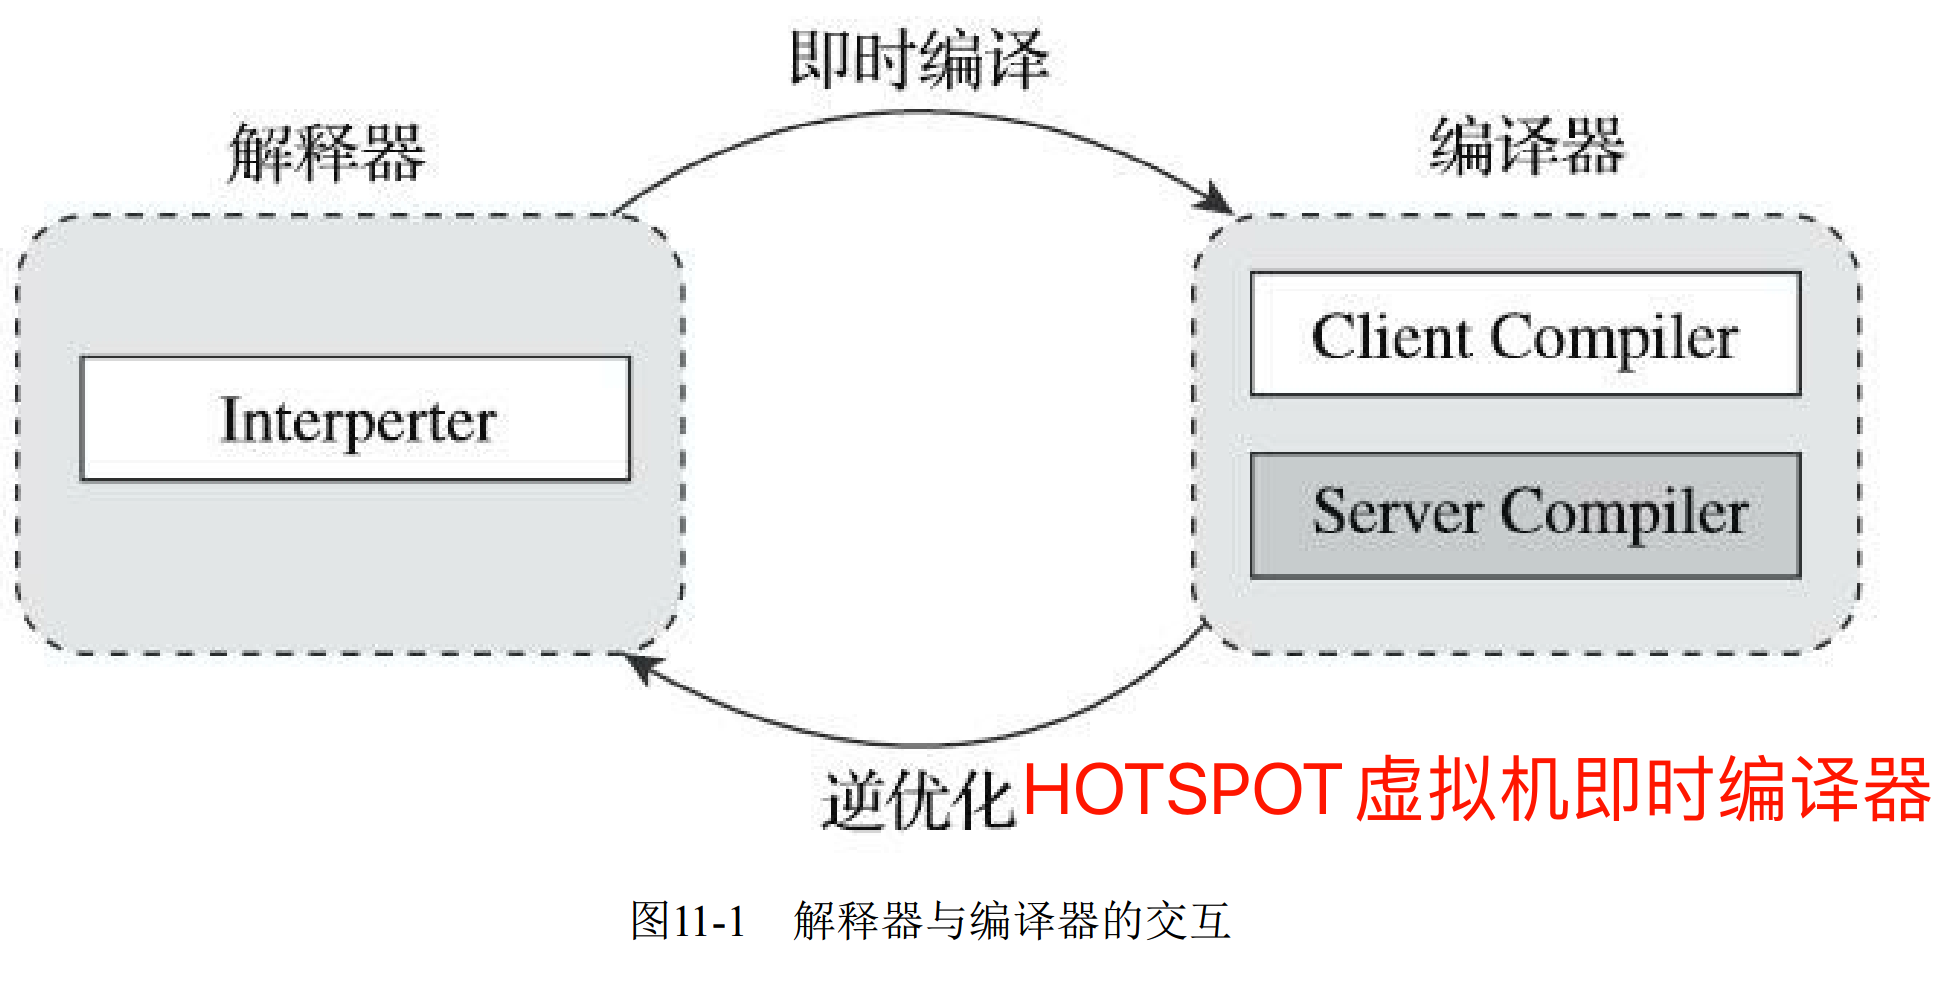 即时编译
解释器
编译器
Client Compiler
Interperter
Server Compiler
逆优化
HOTSPOT 虚拟机即时编译器
图11-1 解释器与编译器的交互